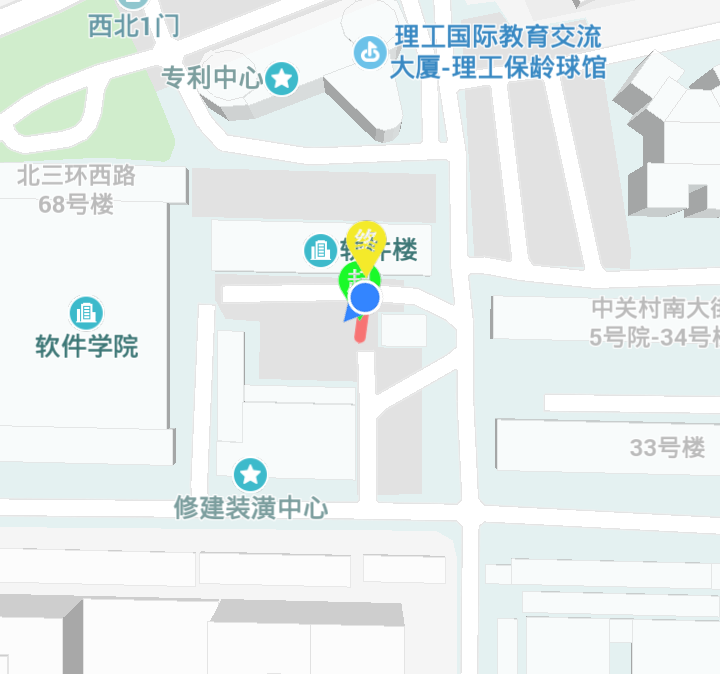 西北1门
理工国际教育交流
大厦-理工保龄球馆
专利中心
北三环西路
68号楼
软件楼
终
起
软件学院
中关村南大街
5号院-34号楼
33号楼
修建装潢中心